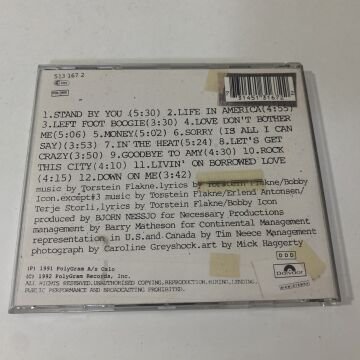 513 167 2
1.STAND BY YOU (5:30) 2.LIFE IN AMERICA(4:55)
3.LEFT FOOT BOOGIE(3:30) 4.LOVE DON'T BOTHER
ME(5:06) 5.MONEY(5:02) 6.SORRY (IS ALL I CAN
SAY)(3:53) 7.IN THE HEAT(5:24) 8.LET'S GET
CRAZY(3:50) 9.GOODBYE TO AMY(4:30) 10.ROCK
THIS CITY(4:00) 11.LIVIN' ON BORROWED LOVE
(4:15) 12.DOWN ON ME(3:42)
music by Torstein Flakne.lyrics by Torstein Flakne/Bobby
Icon.except#3 music by Torstein Flakne/Erlend Antonsen/
Terje Storli.lyrics by Torstein Flakne/Bobby Icon
produced by BJORN NESSJO for Necessary Productions
management by Barry Matheson for Continental Management
representation in U.S.and Canada by Tim Neece Management
photograph by Caroline Greyshock.art by Mick Haggerty
(P) 1991 PolyGram A/s Oslo
(C) 1992 PolyGram Records, Inc.
ALL RIGHTS RESERVED.UNAUTHORISED COPYING,REPRODUCTION,HIRING,LENDING,
PUBLIC PERFORMANCE AND BROADCASTING PROHIBITED.
polydor